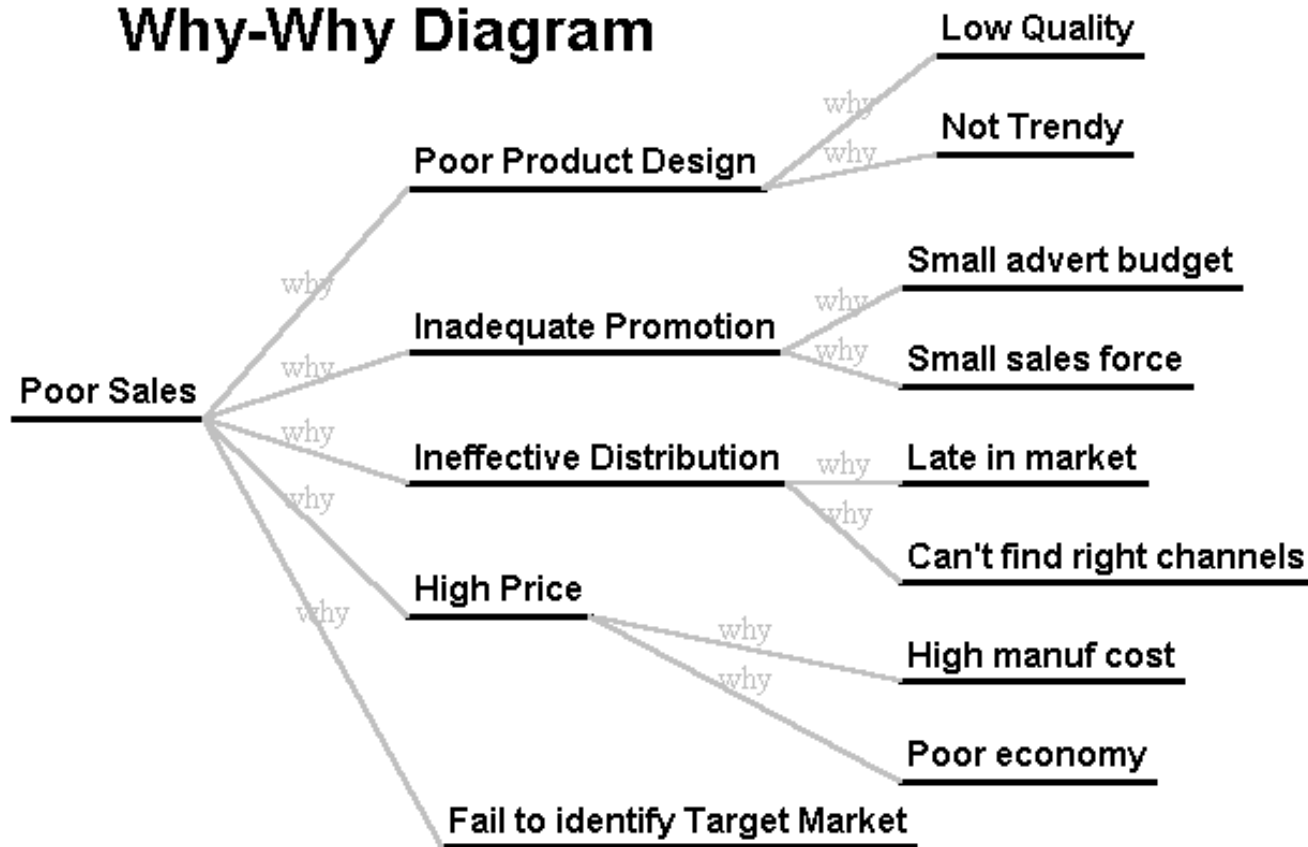 Why-Why Diagram
Low Quality
why
Not Trendy
why
Poor Product Design
Small advert budget
why
why
Inadequate Promotion
why
Small sales force
why
Poor Sales
why
Ineffective Distribution
why
Late in market
why
why
Can't find right channels
High Price
why
why
High manuf cost
why
Poor economy
Fail to identify Target Market